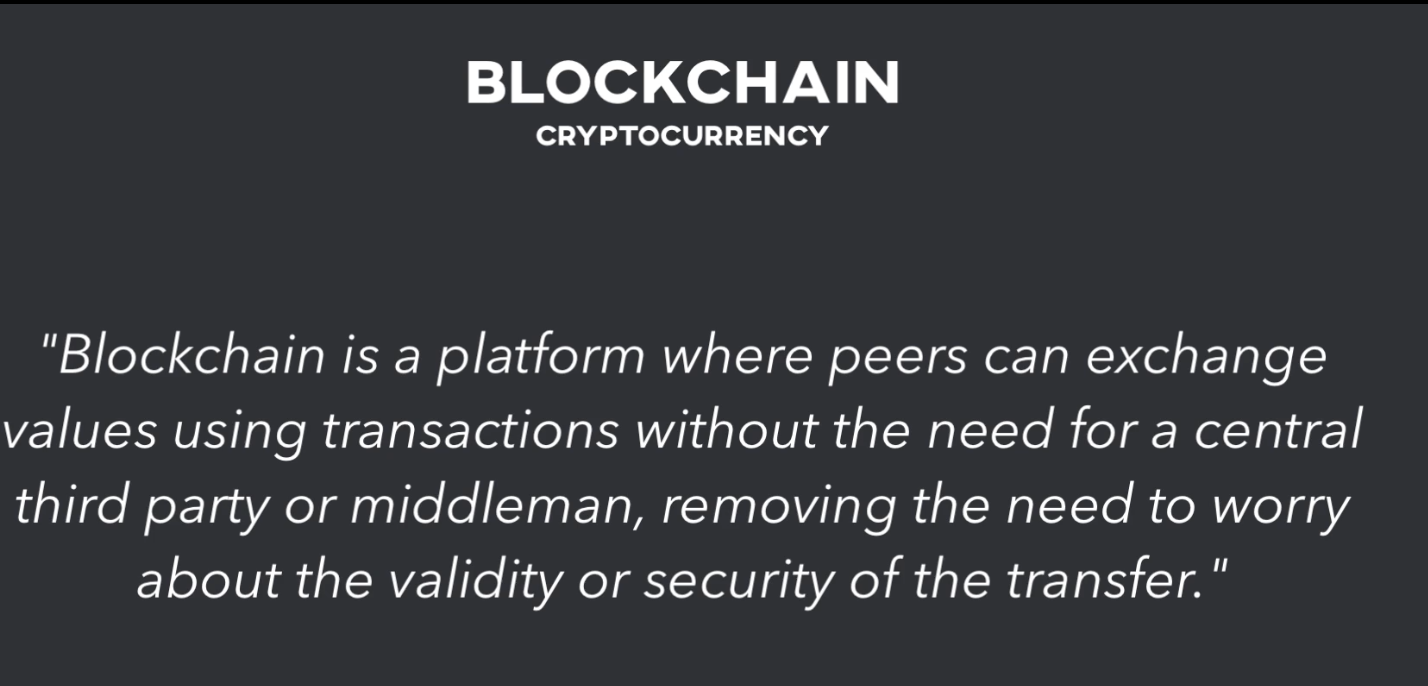 BLOCKCHAIN
CRYPTOCURRENCY
"Blockchain is a platform where peers can exchange
values using transactions without the need for a central
third party or middleman, removing the need to worry
about the validity or security of the transfer."